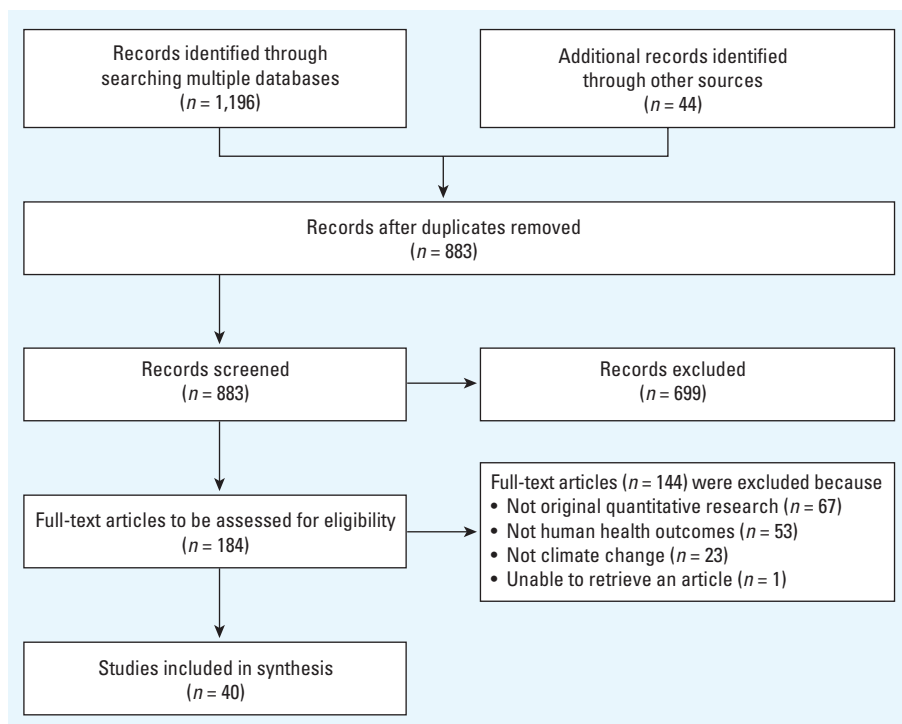 Records identified through
searching multiple databases
(n = 1,196)
Additional records identified
through other sources
(n = 44)
Records after duplicates removed
(n = 883)
Records screened
(n = 883)
Records excluded
(n = 699)
Full-text articles to be assessed for eligibility
(n = 184)
Full-text articles (n = 144) were excluded because
• Not original quantitative research (n = 67)
• Not human health outcomes (n = 53)
• Not climate change (n = 23)
• Unable to retrieve an article (n = 1)
Studies included in synthesis
(n = 40)